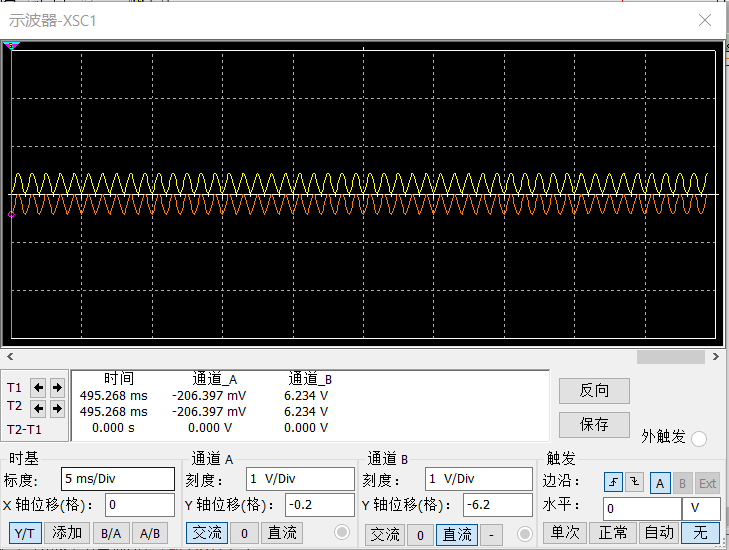 示波器-XSC1
时间 通道_A 通道_B
T1 495.268 ms -206.397 mV 6.234 V
T2 495.268 ms -206.397 mV 6.234 V
T2-T1 0.000 s 0.000 V 0.000 V
反向
保存
外触发
时基 通道 A 通道 B 触发
标度: 5 ms/Div 刻度: 1 V/Div 刻度: 1 V/Div 边沿: A B Ext
X 轴位移(格): 0 Y 轴位移(格): -0.2 Y 轴位移(格): -6.2 水平: 0 V
Y/T 添加 B/A A/B 交流 0 直流 交流 0 直流 - 单次 正常 自动 无